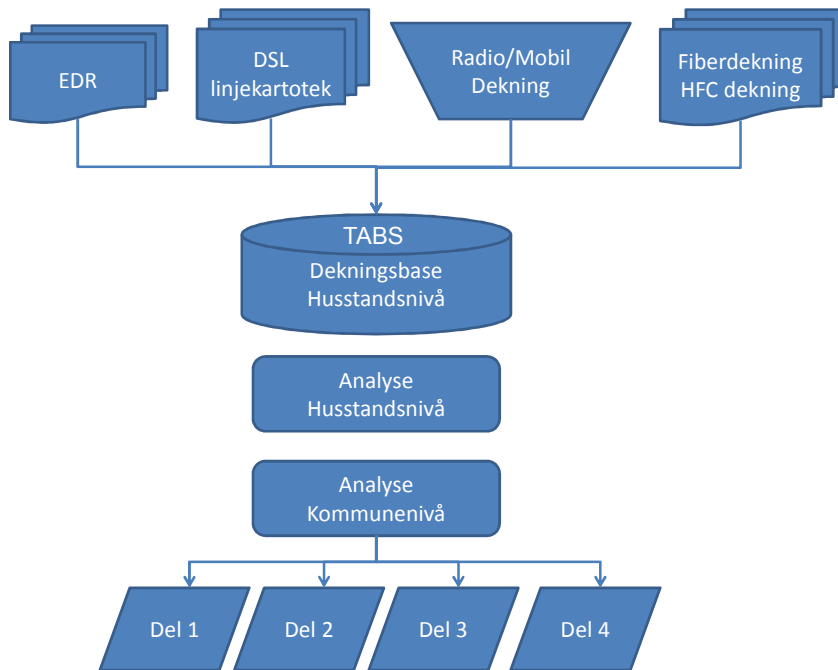 EDR
DSL
linjekartotek
Radio/Mobil
Dekning
Fiberdekning
HFC dekning
TABS
Dekningsbase
Husstandsnivå
Analyse
Husstandsnivå
Analyse
Kommunenivå
Del 1
Del 2
Del 3
Del 4